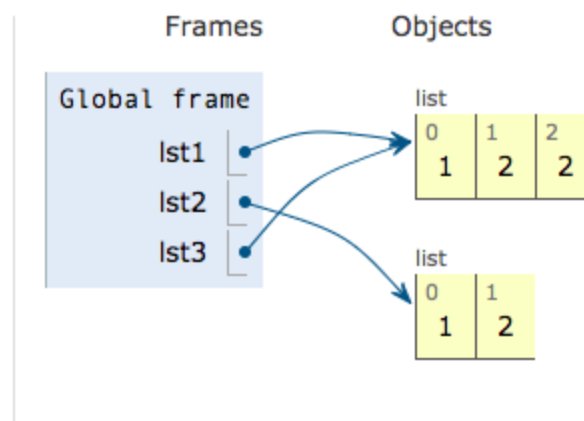 Frames Objects
Global frame
lst1
lst2
lst3
list
0 1 2
1 2 2
list
0 1
1 2